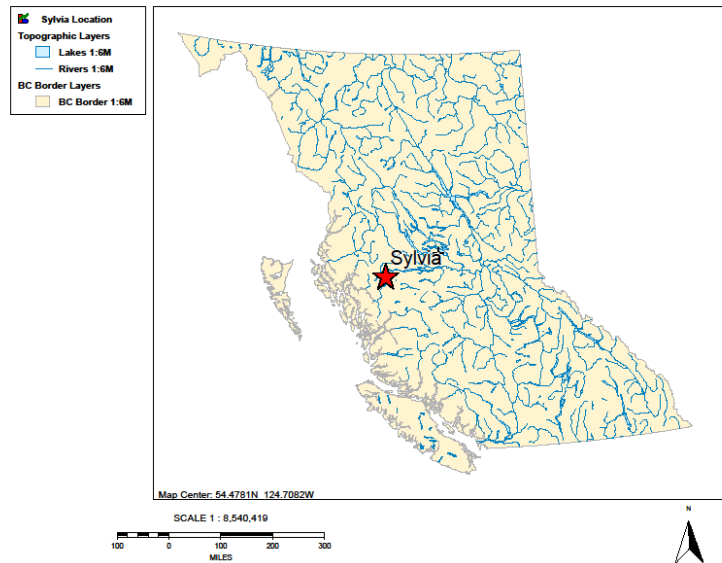 Sylvia Location
Topographic Layers
Lakes 1:6M
Rivers 1:6M
BC Border Layers
BC Border 1:6M
Sylvia
Map Center: 54.4781N 124.7082W
SCALE 1 : 8,540,419
100 0 100 200 300
MILES
N